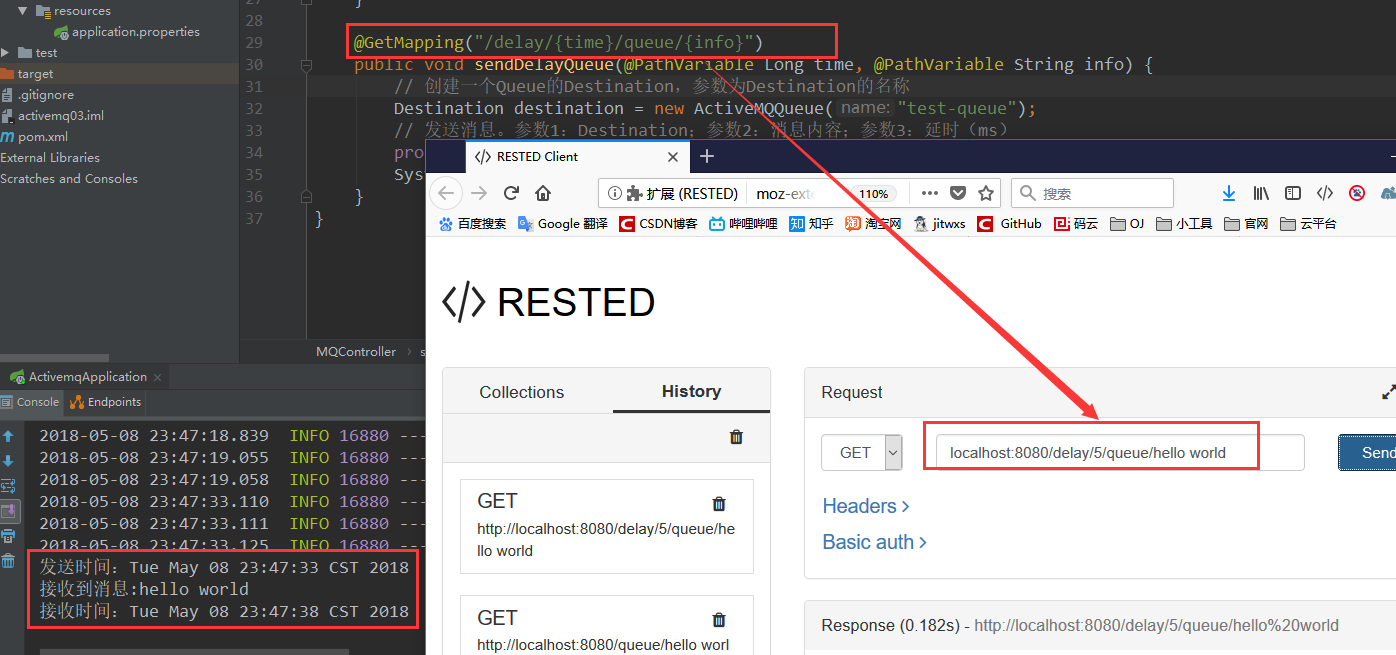 resources
application.properties
test
target
.gitignore
activemq03.iml
pom.xml
External Libraries
Scratches and Consoles
27 }
28
29 @GetMapping("/delay/{time}/queue/{info}")
30 public void sendDelayQueue(@PathVariable Long time, @PathVariable String info) {
31 // 创建一个Queue的Destination，参数为Destination的名称
32 Destination destination = new ActiveMQQueue( name: "test-queue");
33 // 发送消息。参数1：Destination；参数2：消息内容；参数3：延时（ms）
34 pro
35 Sys
36 }
37 }
MQController
ActivemqApplication
Console Endpoints
2018-05-08 23:47:18.839 INFO 16880 ---
2018-05-08 23:47:19.055 INFO 16880 ---
2018-05-08 23:47:19.058 INFO 16880 ---
2018-05-08 23:47:33.110 INFO 16880 ---
2018-05-08 23:47:33.111 INFO 16880 ---
2018-05-08 23:47:33.125 INFO 16880 ---
发送时间：Tue May 08 23:47:33 CST 2018
接收到消息:hello world
接收时间：Tue May 08 23:47:38 CST 2018
</> RESTED Client
扩展 (RESTED) moz-exte 110% 搜索
百度搜索 Google 翻译 CSDN博客 哔哩哔哩 知乎 淘宝网 jitwxs GitHub 码云 OJ 小工具 官网 云平台
</> RESTED
Collections History
GET
http://localhost:8080/delay/5/queue/he
llo world
GET
http://localhost:8080/queue/hello worl
Request
GET localhost:8080/delay/5/queue/hello world Send
Headers
Basic auth
Response (0.182s) - http://localhost:8080/delay/5/queue/hello%20world